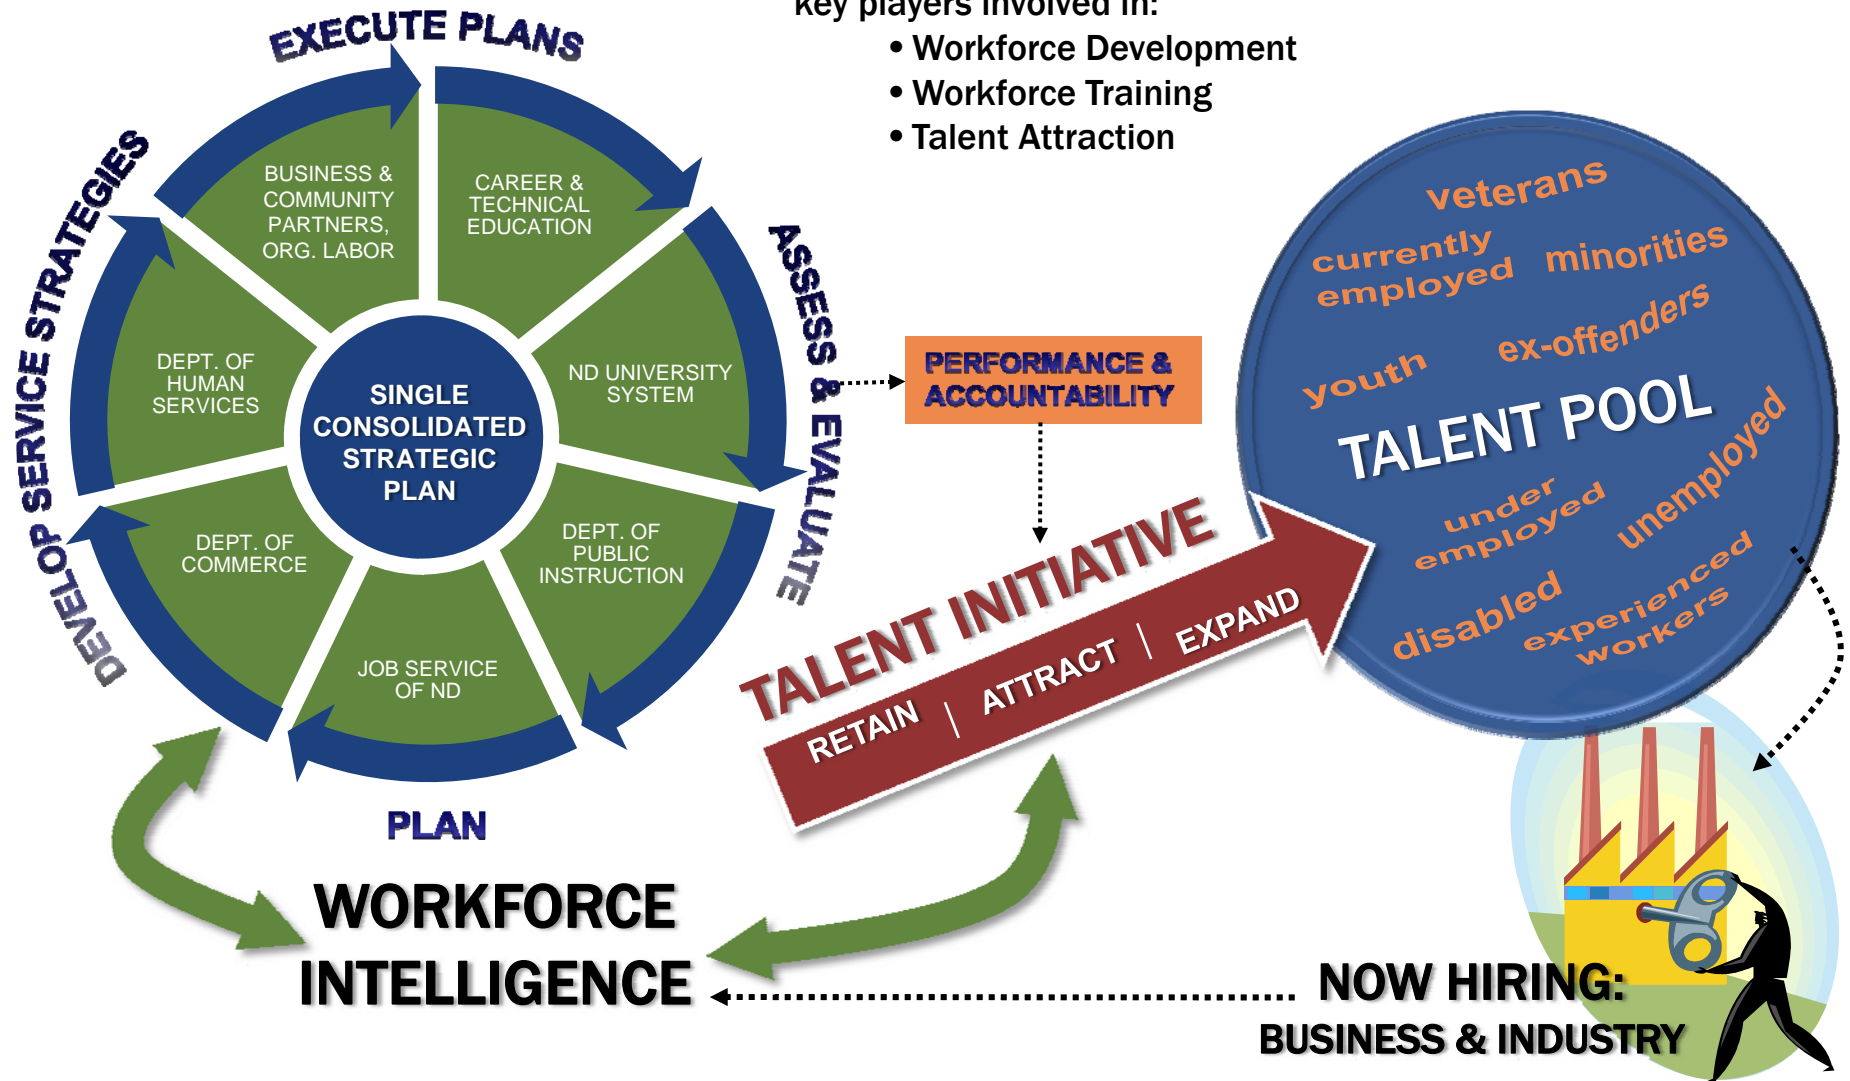 key players involved in:
• Workforce Development
• Workforce Training
• Talent Attraction
EXECUTE PLANS
DEVELOP SERVICE STRATEGIES
ASSESS & EVALUATE
PLAN
BUSINESS &
COMMUNITY
PARTNERS,
ORG. LABOR
CAREER &
TECHNICAL
EDUCATION
DEPT. OF
HUMAN
SERVICES
ND UNIVERSITY
SYSTEM
SINGLE
CONSOLIDATED
STRATEGIC
PLAN
DEPT. OF
COMMERCE
DEPT. OF
PUBLIC
INSTRUCTION
JOB SERVICE
OF ND
PERFORMANCE &
ACCOUNTABILITY
TALENT INITIATIVE
RETAIN | ATTRACT | EXPAND
veterans
currently
employed
minorities
ex-offenders
youth
TALENT POOL
unemployed
under
employed
disabled
experienced
workers
WORKFORCE
INTELLIGENCE
NOW HIRING:
BUSINESS & INDUSTRY